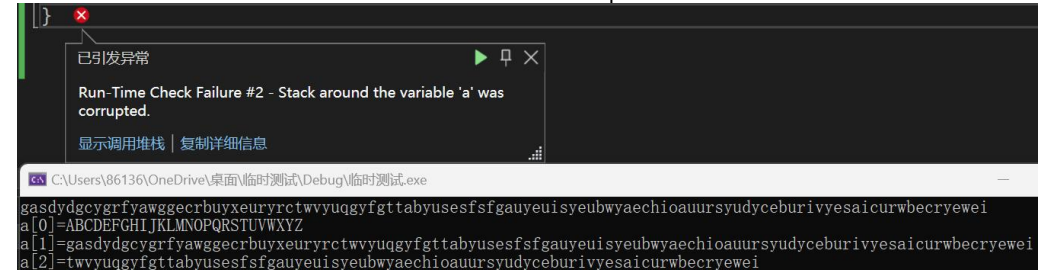 }
已引发异常
Run-Time Check Failure #2 - Stack around the variable 'a' was
corrupted.
显示调用堆栈 | 复制详细信息
C:\Users\86136\OneDrive\桌面\临时测试\Debug\临时测试.exe
gasdydgcygrfyawggecrbuyxeuryrctwvyuqgyfgttabyusesfsfgauyeuisyeubwyaechioauursyudyceburivyesaicurwbecryewei
a[0]=ABCDEFGHIJKLMNOPQRSTUVWXYZ
a[1]=gasdydgcygrfyawggecrbuyxeuryrctwvyuqgyfgttabyusesfsfgauyeuisyeubwyaechioauursyudyceburivyesaicurwbecryewei
a[2]=twvyuqgyfgttabyusesfsfgauyeuisyeubwyaechioauursyudyceburivyesaicurwbecryewei